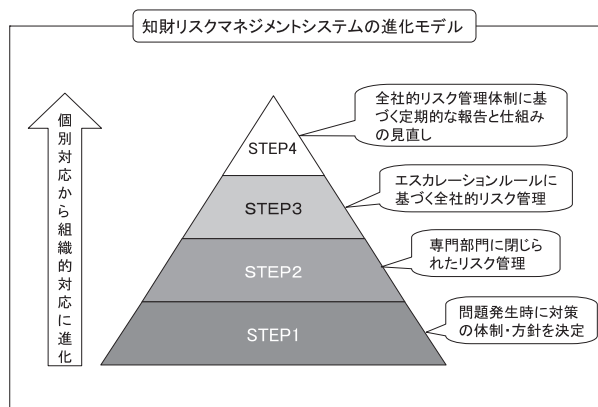 知財リスクマネジメントシステムの進化モデル
個別対応から組織的対応に進化
STEP4
全社的リスク管理体制に基
づく定期的な報告と仕組み
の見直し
STEP3
エスカレーションルールに
基づく全社的リスク管理
STEP2
専門部門に閉じら
れたリスク管理
STEP1
問題発生時に対策
の体制・方針を決定